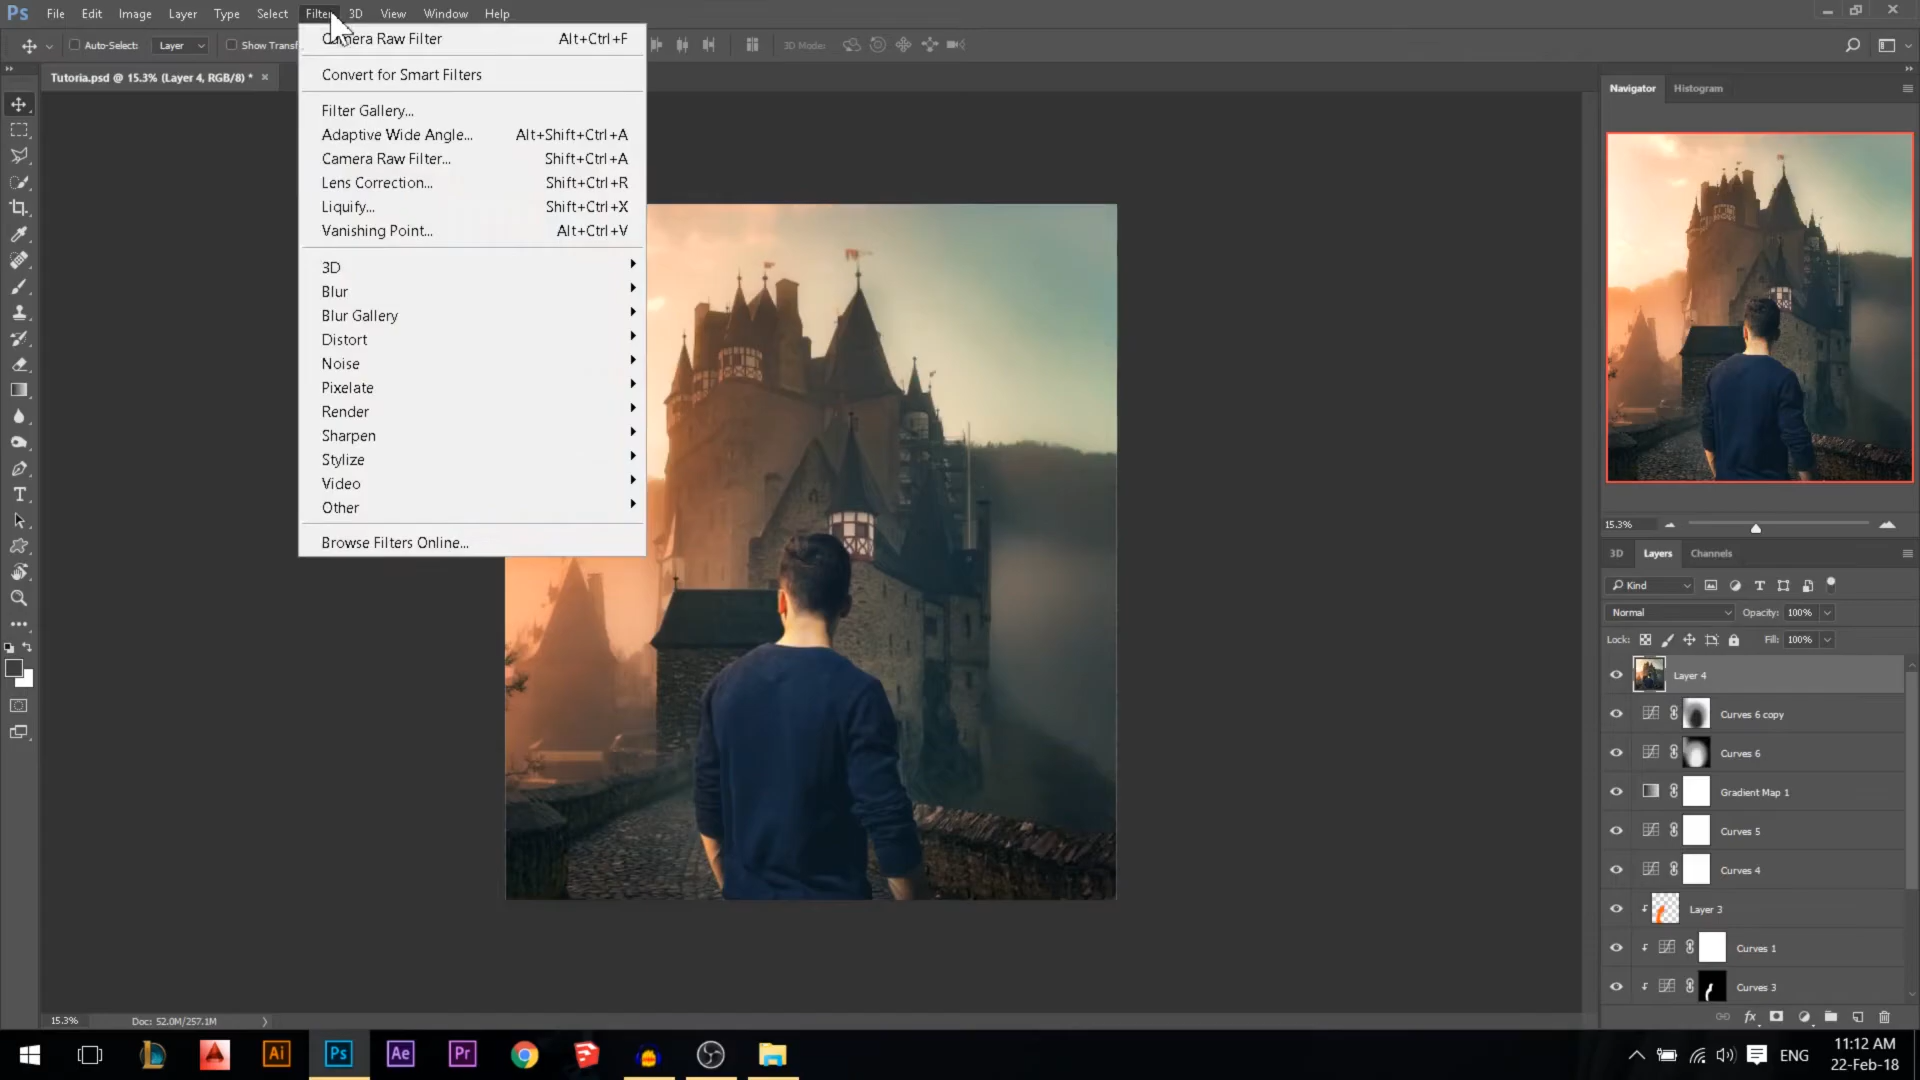 Ps File Edit Image Layer Type Select Filter 3D View Window Help
Auto-Select: Layer Show Transf 3D Mode:
Tutoria.psd @ 15.3% (Layer 4, RGB/8) * ×
Camera Raw Filter Alt+Ctrl+F
Convert for Smart Filters
Filter Gallery...
Adaptive Wide Angle... Alt+Shift+Ctrl+A
Camera Raw Filter... Shift+Ctrl+A
Lens Correction... Shift+Ctrl+R
Liquify... Shift+Ctrl+X
Vanishing Point... Alt+Ctrl+V
3D
Blur
Blur Gallery
Distort
Noise
Pixelate
Render
Sharpen
Stylize
Video
Other
Browse Filters Online...
Navigator Histogram
15.3%
3D Layers Channels
Kind
Normal Opacity: 100%
Lock: Fill: 100%
Layer 4
Curves 6 copy
Curves 6
Gradient Map 1
Curves 5
Curves 4
Layer 3
Curves 1
Curves 3
fx
15.3% Doc: 52.0M/257.1M
Ai Ps Ae Pr
ENG
11:12 AM
22-Feb-18